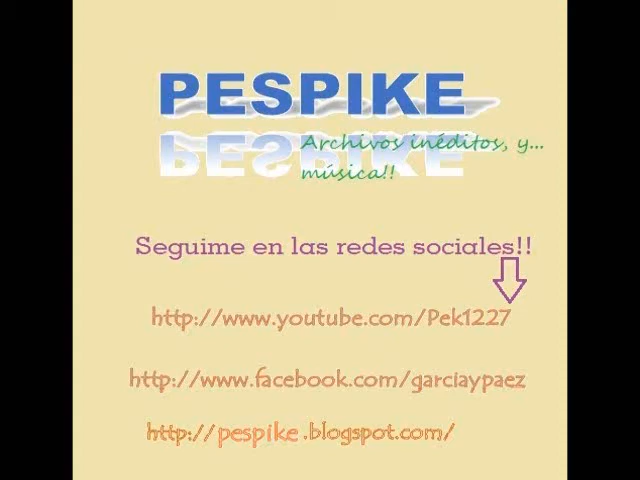 PESPIKE
Archivos inéditos, y...
música!!
Seguime en las redes sociales!!
http://www.youtube.com/Pek1227
http://www.facebook.com/garciaypaez
http://pespike.blogspot.com/